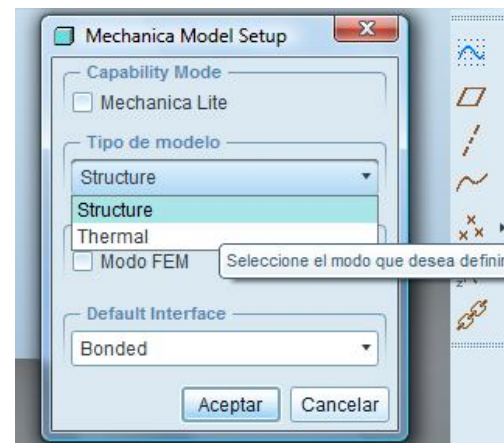 Mechanica Model Setup
Capability Mode
Mechanica Lite
Tipo de modelo
Structure
Structure
Thermal
Modo FEM
Seleccione el modo que desea definir
Default Interface
Bonded
Aceptar
Cancelar